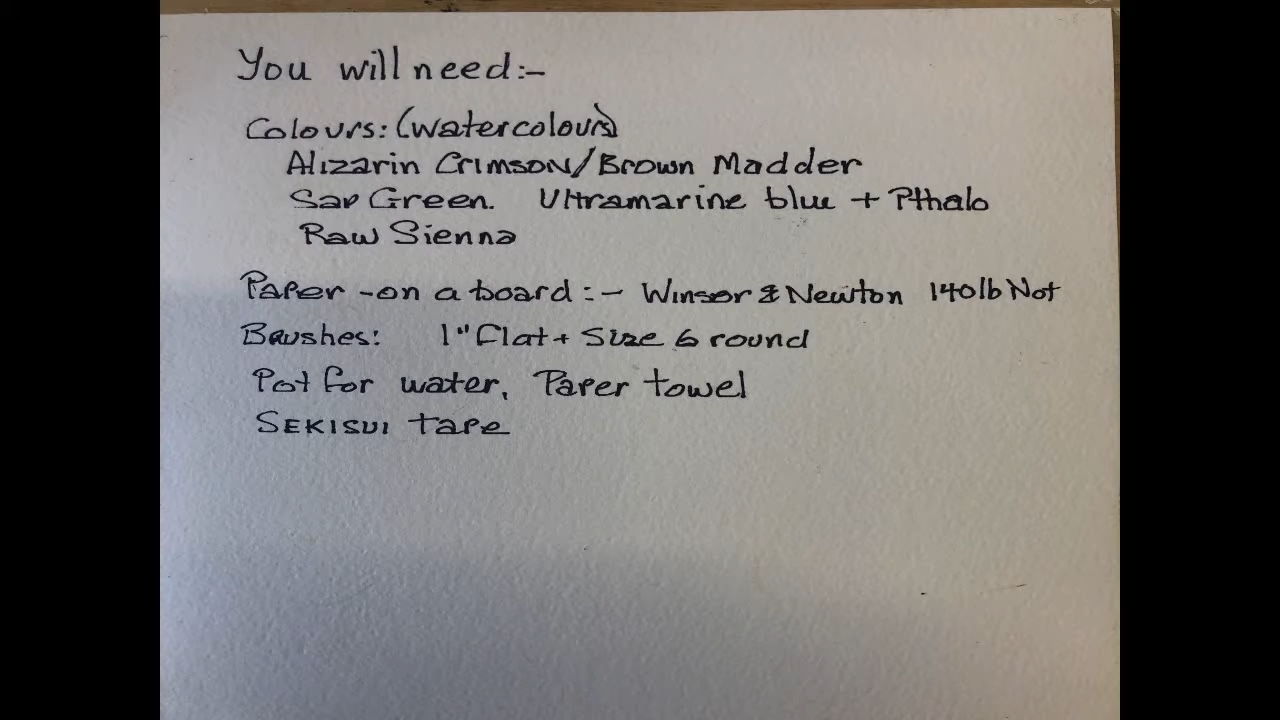 You will need:-
Colours: (watercolours)
Alizarin Crimson/Brown Madder
Sap Green. Ultramarine blue + Pthalo
Raw Sienna
Paper -on a board:- Winsor & Newton 140lb Not
Brushes: 1" Flat + Size 6 round
Pot for water, Paper towel
SEKISUI tape